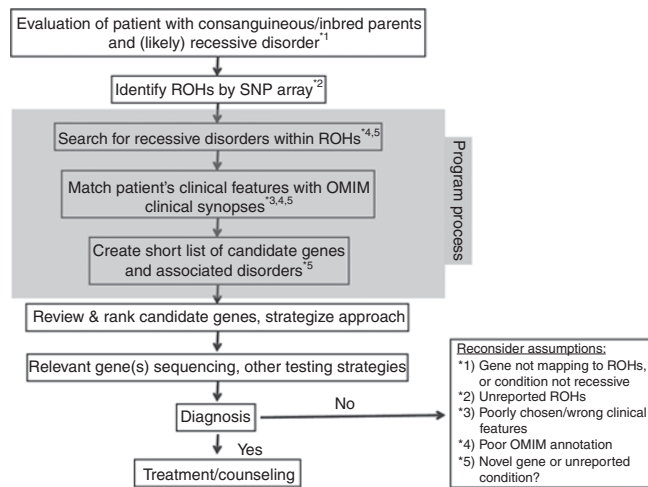 Evaluation of patient with consanguineous/inbred parents
and (likely) recessive disorder*1
Identify ROHs by SNP array*2
Search for recessive disorders within ROHs*4,5
Match patient's clinical features with OMIM
clinical synopses*3,4,5
Create short list of candidate genes
and associated disorders*5
Program process
Review & rank candidate genes, strategize approach
Relevant gene(s) sequencing, other testing strategies
Diagnosis
No
Yes
Treatment/counseling
Reconsider assumptions:
*1) Gene not mapping to ROHs,
or condition not recessive
*2) Unreported ROHs
*3) Poorly chosen/wrong clinical
features
*4) Poor OMIM annotation
*5) Novel gene or unreported
condition?